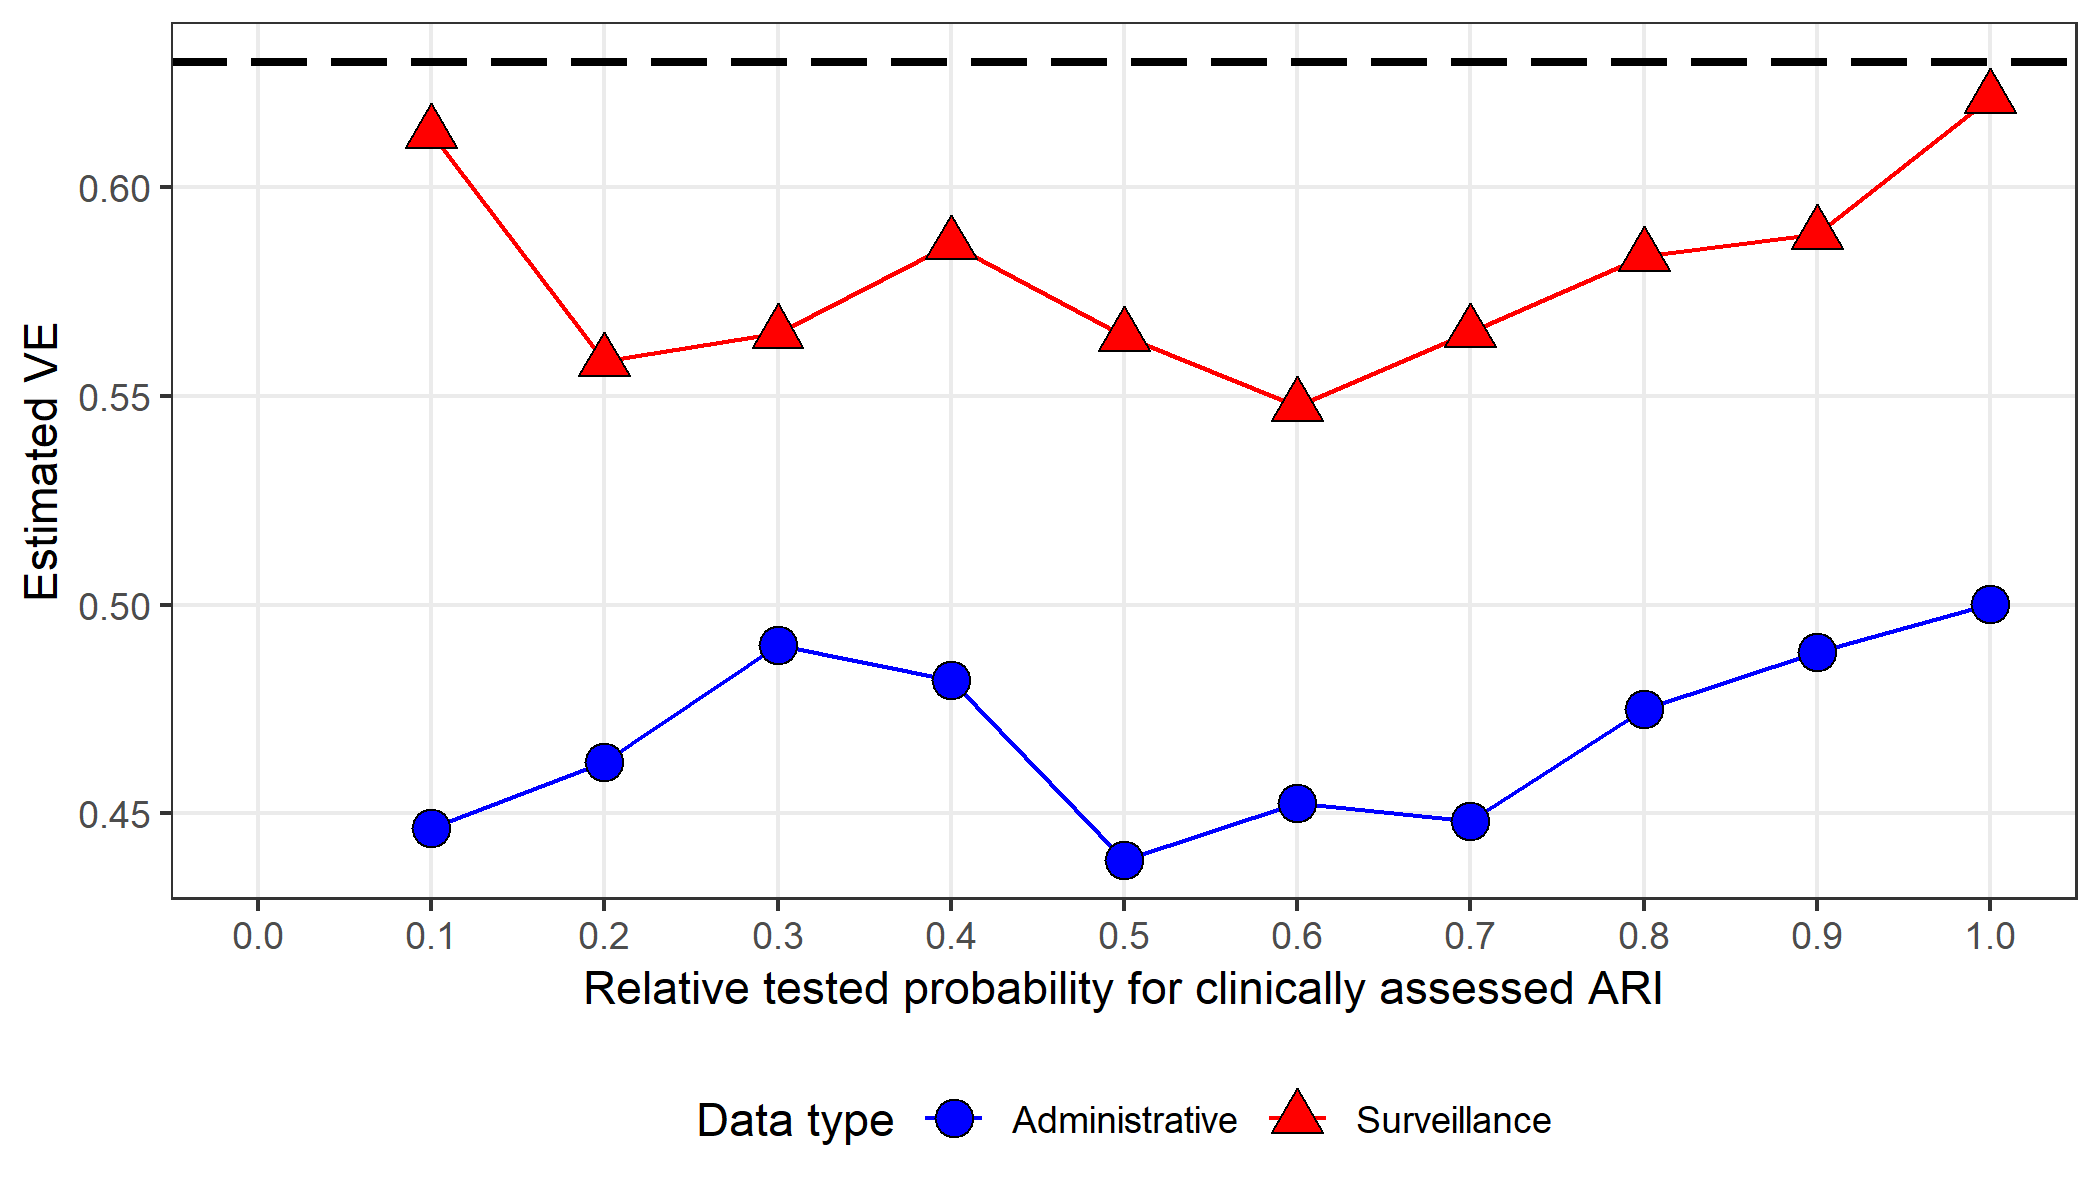 Estimated VE
0.60
0.55
0.50
0.45
0.0 0.1 0.2 0.3 0.4 0.5 0.6 0.7 0.8 0.9 1.0
Relative tested probability for clinically assessed ARI
Data type Administrative Surveillance